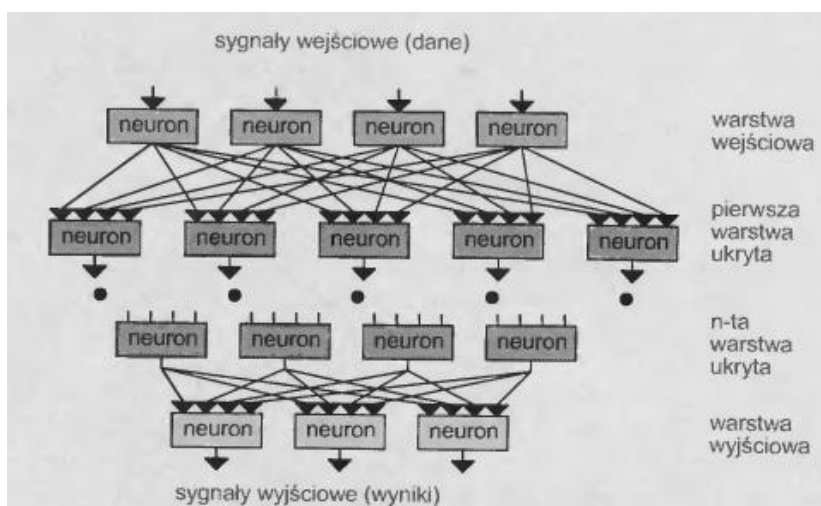 sygnały wejściowe (dane)
neuron neuron neuron neuron
warstwa
wejściowa
neuron neuron neuron neuron neuron
pierwsza
warstwa
ukryta
neuron neuron neuron neuron
n-ta
warstwa
ukryta
neuron neuron neuron
warstwa
wyjściowa
sygnały wyjściowe (wyniki)